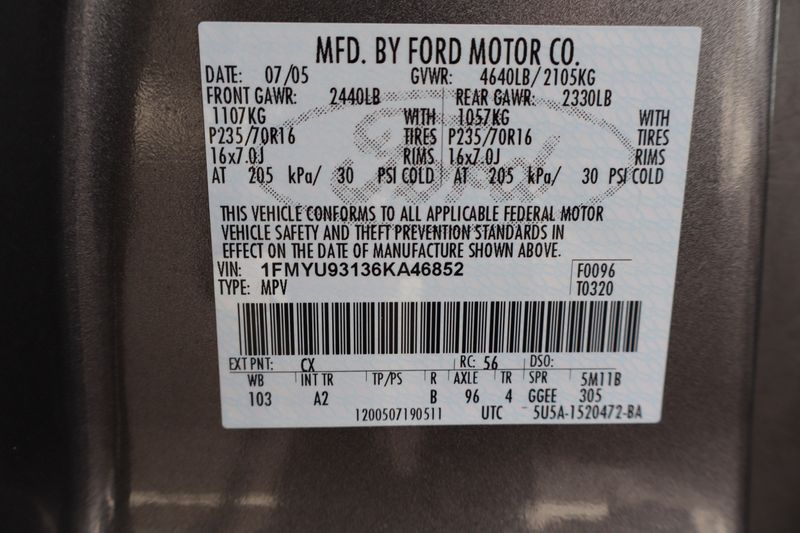 MFD. BY FORD MOTOR CO.
DATE: 07/05 GVWR: 4640LB/2105KG
FRONT GAWR: 2440LB REAR GAWR: 2330LB
1107KG WITH 1057KG WITH
P235/70R16 TIRES P235/70R16 TIRES
16x7.0J RIMS 16x7.0J RIMS
AT 205 kPa/ 30 PSI COLD AT 205 kPa/ 30 PSI COLD
Ford
THIS VEHICLE CONFORMS TO ALL APPLICABLE FEDERAL MOTOR
VEHICLE SAFETY AND THEFT PREVENTION STANDARDS IN
EFFECT ON THE DATE OF MANUFACTURE SHOWN ABOVE.
VIN: 1FMYU93136KA46852 F0096
TYPE: MPV T0320
EXT PNT: CX RC: 56 DSO:
WB INT TR TP/PS R AXLE TR SPR 5M11B
103 A2 B 96 4 GGEE 305
1200507190511 UTC 5U5A-1520472-BA